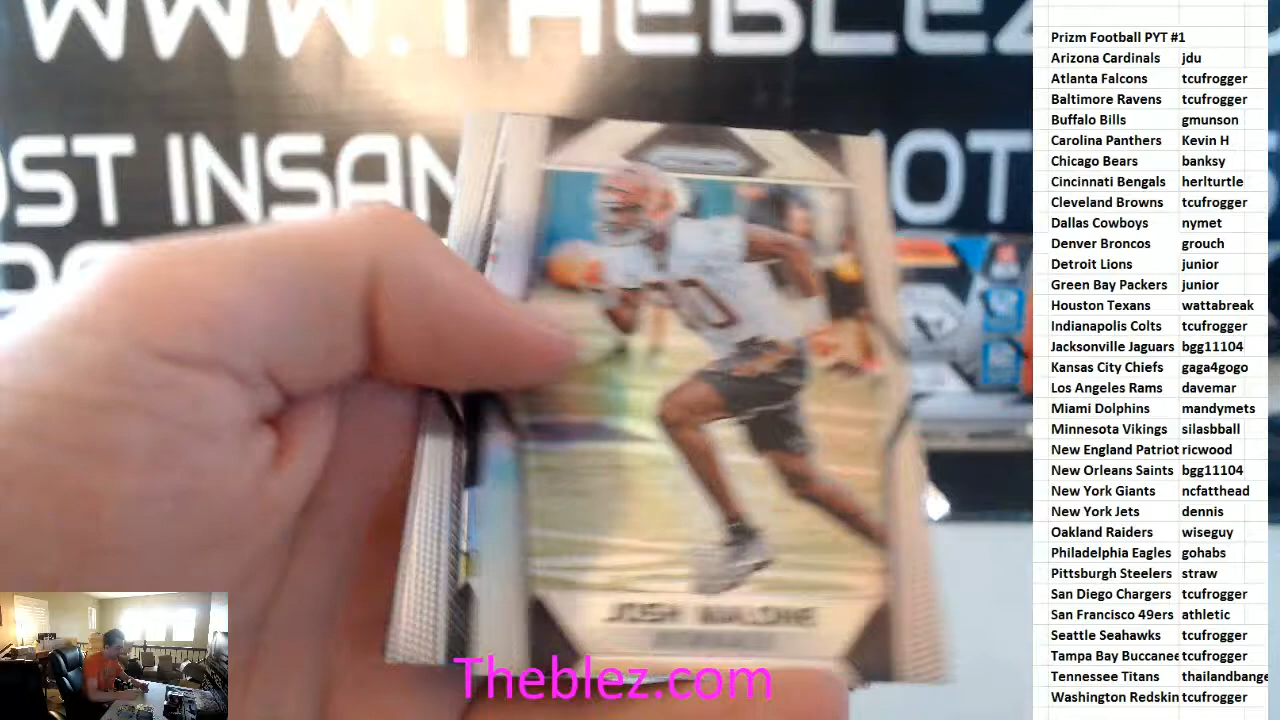 WWW.THEBLEZ
OST INSAN
OT
JOSH MALONE
Theblez.com
Prizm Football PYT #1
Arizona Cardinals jdu
Atlanta Falcons tcufrogger
Baltimore Ravens tcufrogger
Buffalo Bills gmunson
Carolina Panthers Kevin H
Chicago Bears banksy
Cincinnati Bengals herlturtle
Cleveland Browns tcufrogger
Dallas Cowboys nymet
Denver Broncos grouch
Detroit Lions junior
Green Bay Packers junior
Houston Texans wattabreak
Indianapolis Colts tcufrogger
Jacksonville Jaguars bgg11104
Kansas City Chiefs gaga4gogo
Los Angeles Rams davemar
Miami Dolphins mandymets
Minnesota Vikings silasbball
New England Patriot ricwood
New Orleans Saints bgg11104
New York Giants ncfatthead
New York Jets dennis
Oakland Raiders wiseguy
Philadelphia Eagles gohabs
Pittsburgh Steelers straw
San Diego Chargers tcufrogger
San Francisco 49ers athletic
Seattle Seahawks tcufrogger
Tampa Bay Buccanee tcufrogger
Tennessee Titans thailandbange
Washington Redskin tcufrogger